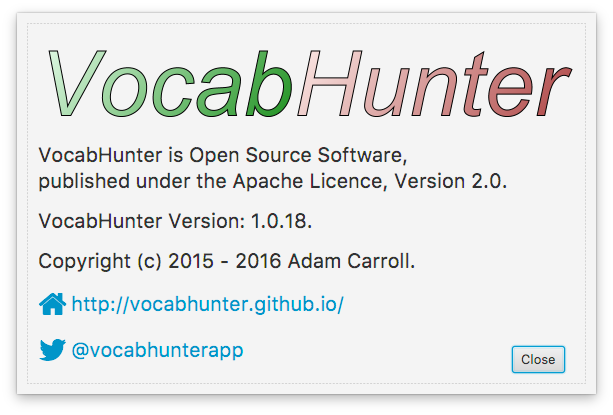 VocabHunter
VocabHunter is Open Source Software,
published under the Apache Licence, Version 2.0.
VocabHunter Version: 1.0.18.
Copyright (c) 2015 - 2016 Adam Carroll.
http://vocabhunter.github.io/
@vocabhunterapp
Close